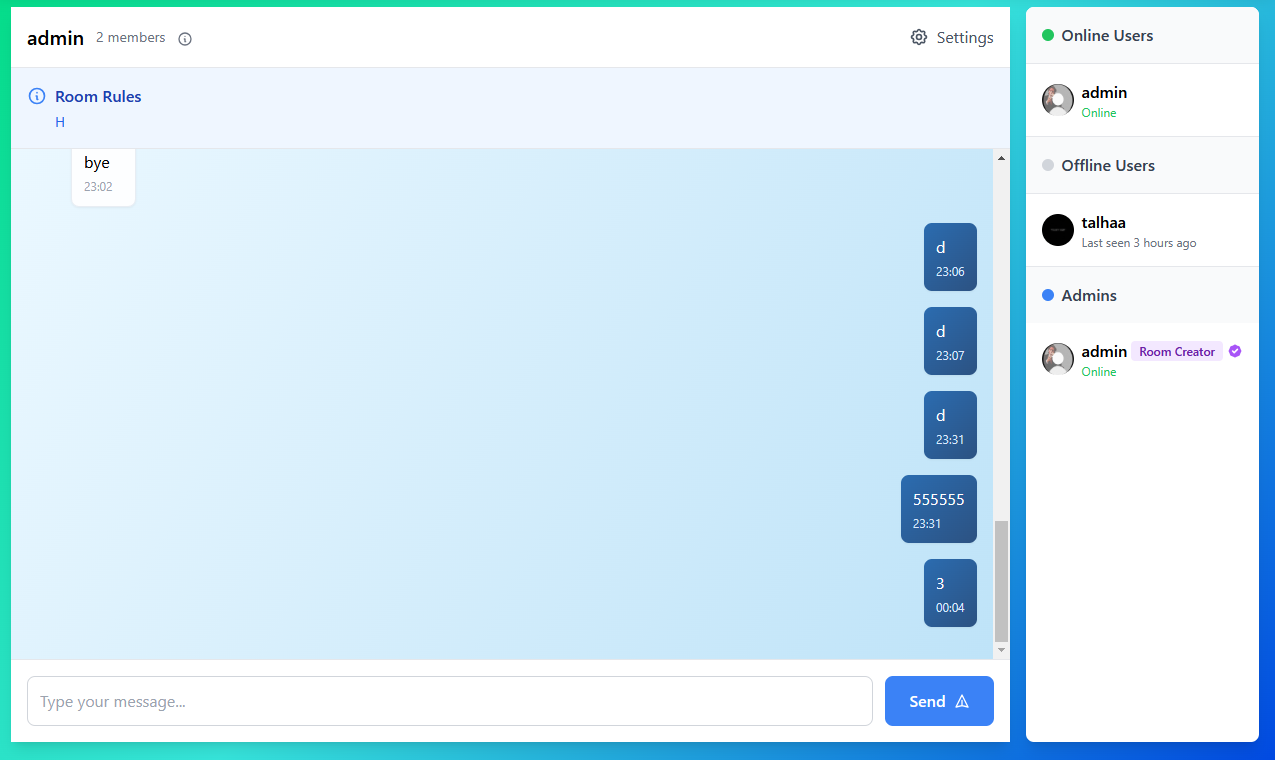 admin 2 members
Settings
Room Rules
H
bye
23:02
d
23:06
d
23:07
d
23:31
555555
23:31
3
00:04
Type your message...
Send
Online Users
admin
Online
Offline Users
talhaa
Last seen 3 hours ago
Admins
admin Room Creator
Online